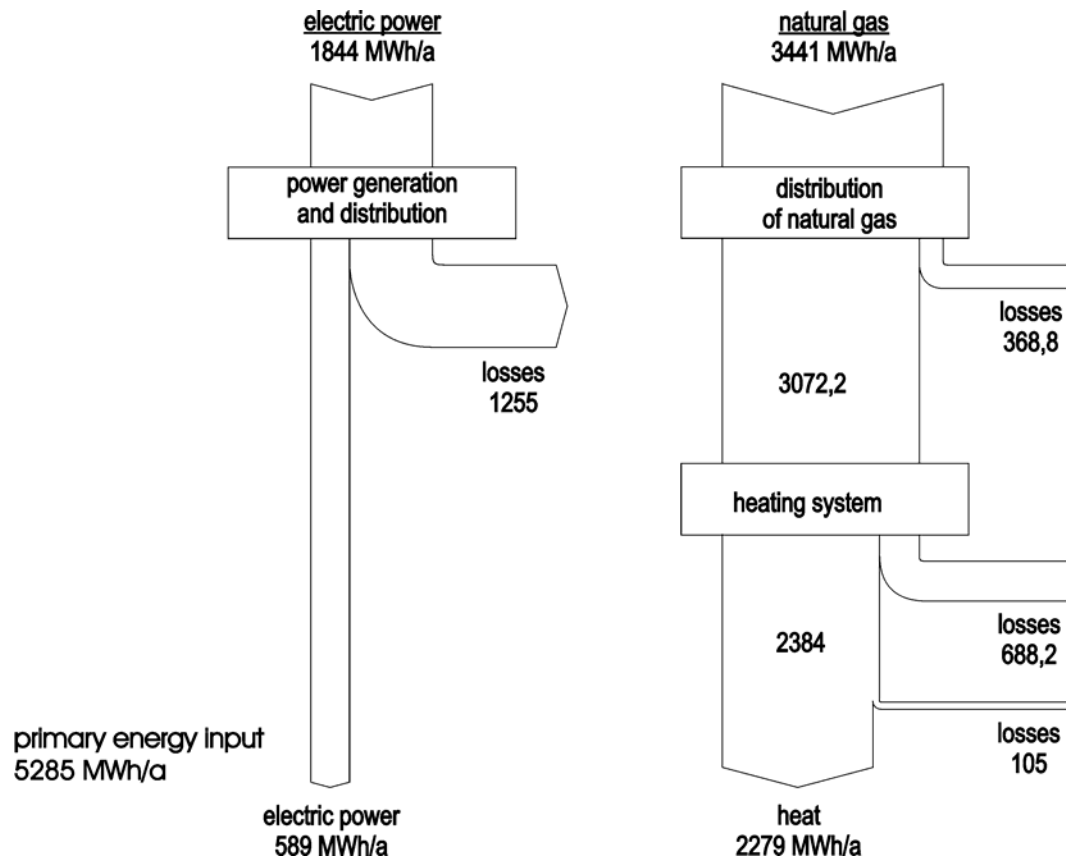 electric power
1844 MWh/a
natural gas
3441 MWh/a
power generation
and distribution
distribution
of natural gas
losses
368,8
losses
1255
3072,2
heating system
losses
688,2
2384
primary energy input
5285 MWh/a
losses
105
electric power
589 MWh/a
heat
2279 MWh/a